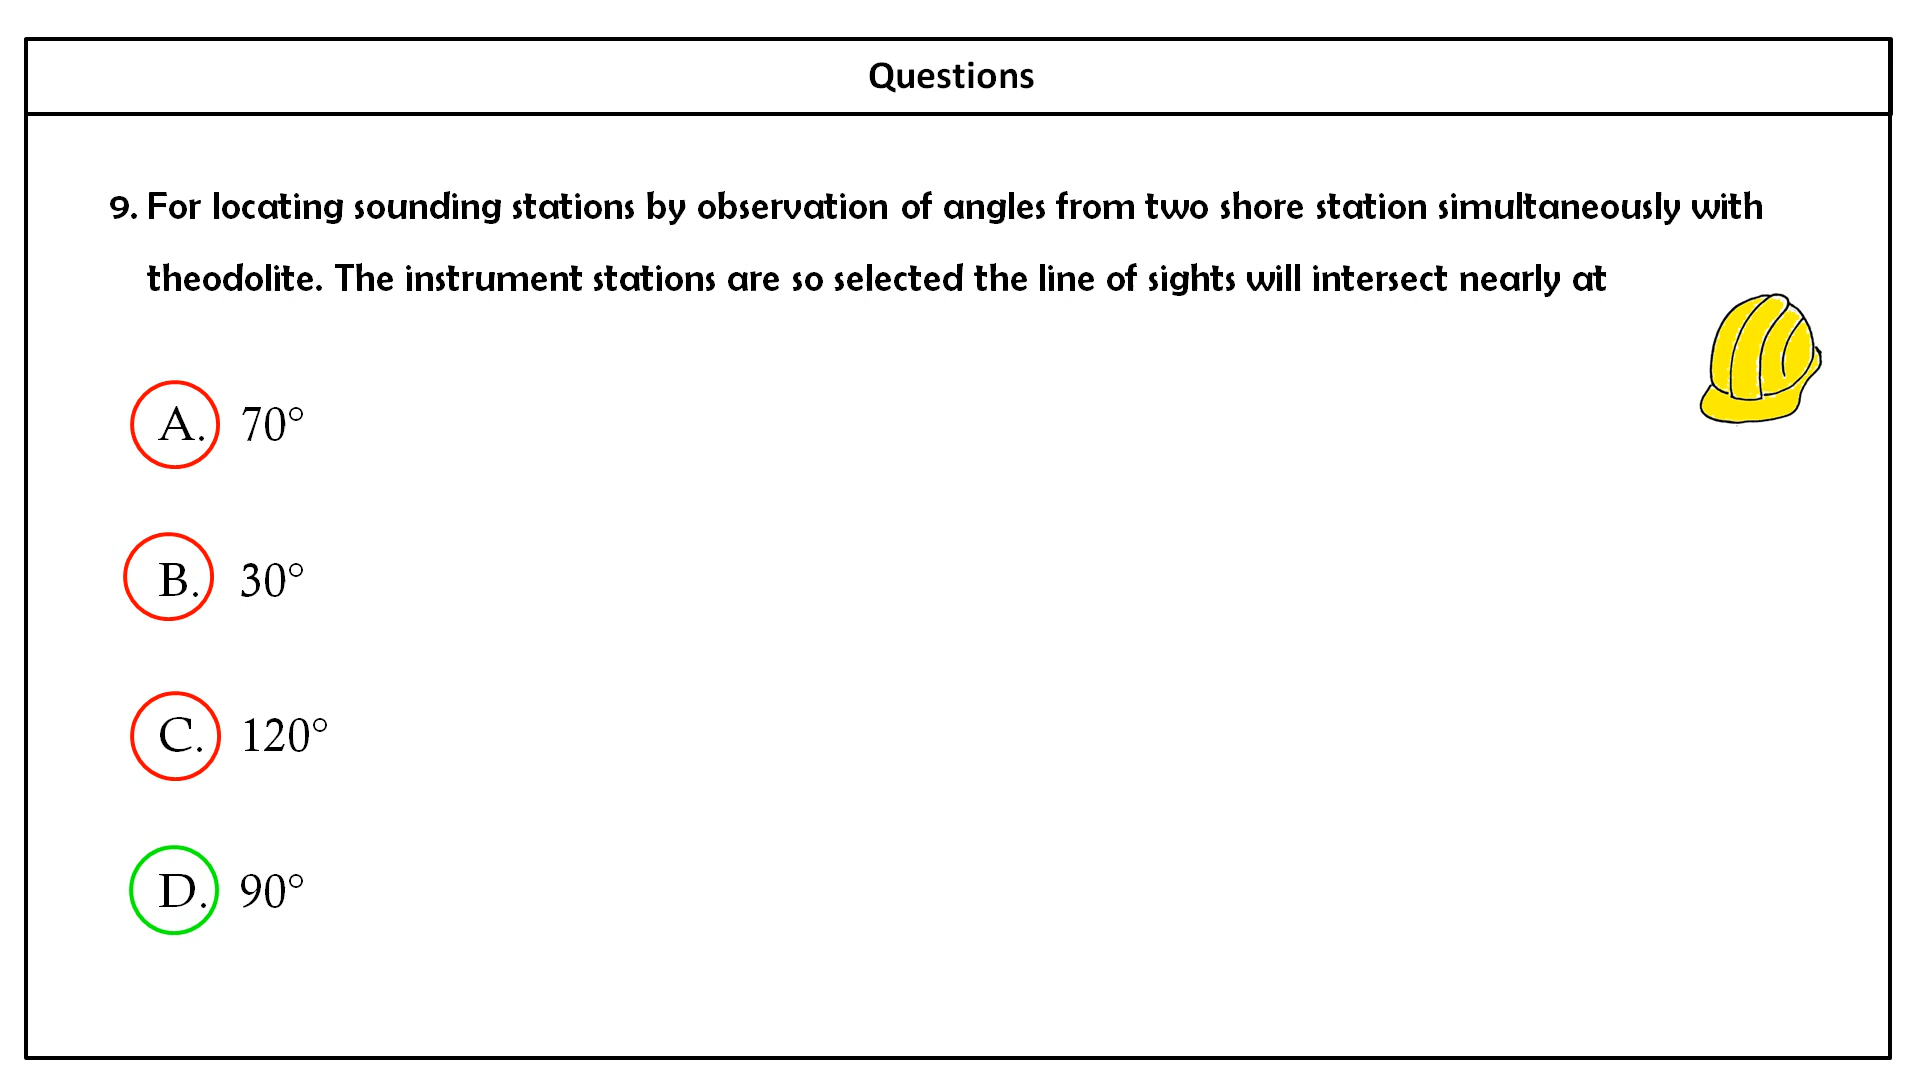 Questions
9. For locating sounding stations by observation of angles from two shore station simultaneously with
theodolite. The instrument stations are so selected the line of sights will intersect nearly at
A. 70°
B. 30°
C. 120°
D. 90°